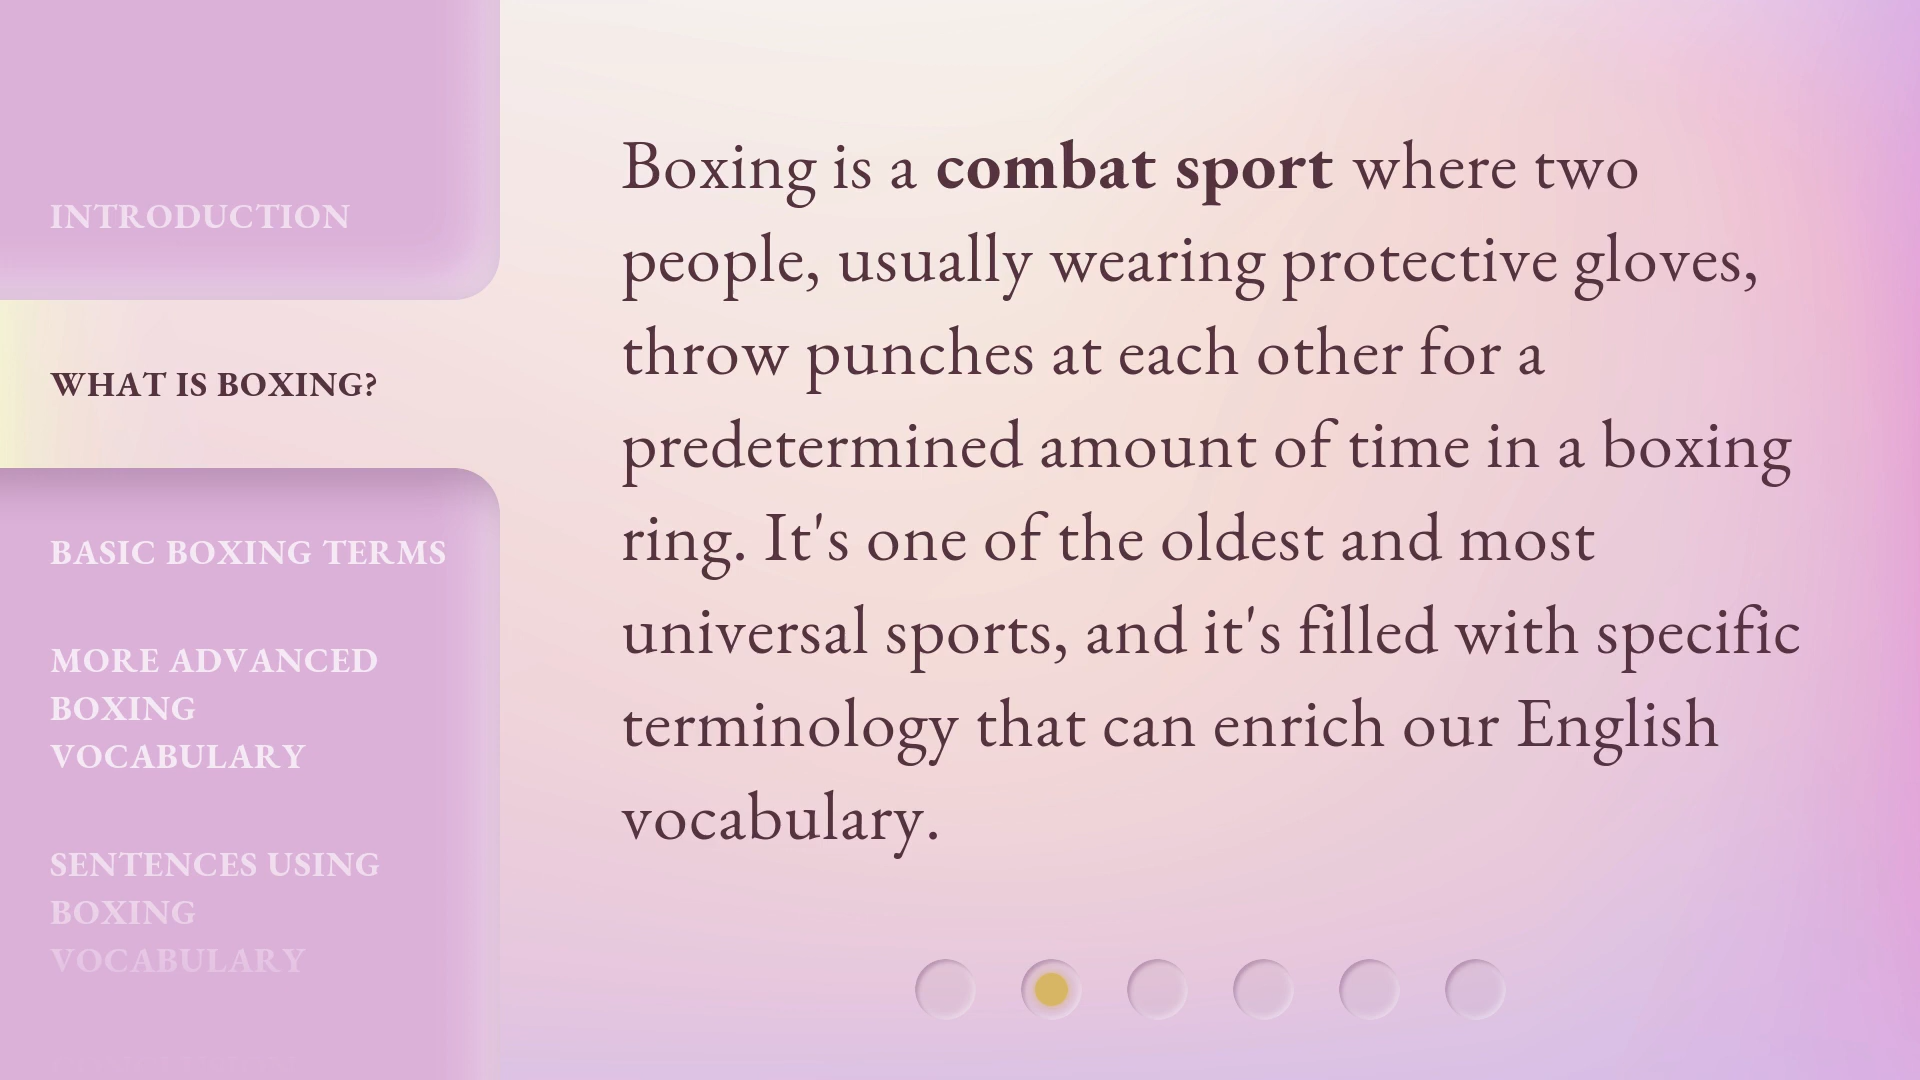 INTRODUCTION
WHAT IS BOXING?
BASIC BOXING TERMS
MORE ADVANCED
BOXING
VOCABULARY
SENTENCES USING
BOXING
VOCABULARY
Boxing is a combat sport where two
people, usually wearing protective gloves,
throw punches at each other for a
predetermined amount of time in a boxing
ring. It's one of the oldest and most
universal sports, and it's filled with specific
terminology that can enrich our English
vocabulary.